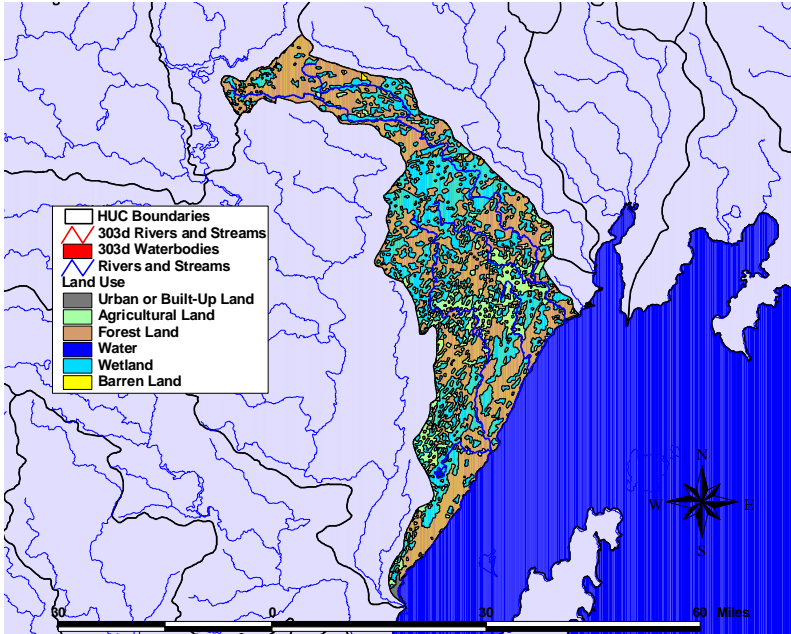 HUC Boundaries
303d Rivers and Streams
303d Waterbodies
Rivers and Streams
Land Use
Urban or Built-Up Land
Agricultural Land
Forest Land
Water
Wetland
Barren Land
N
W E
S
30 0 30 60 Miles